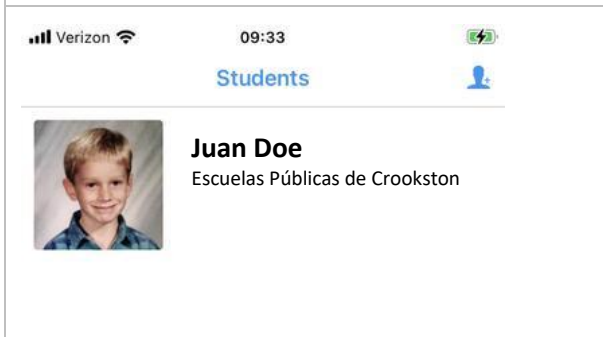 Verizon 09:33
Students
Juan Doe
Escuelas Públicas de Crookston